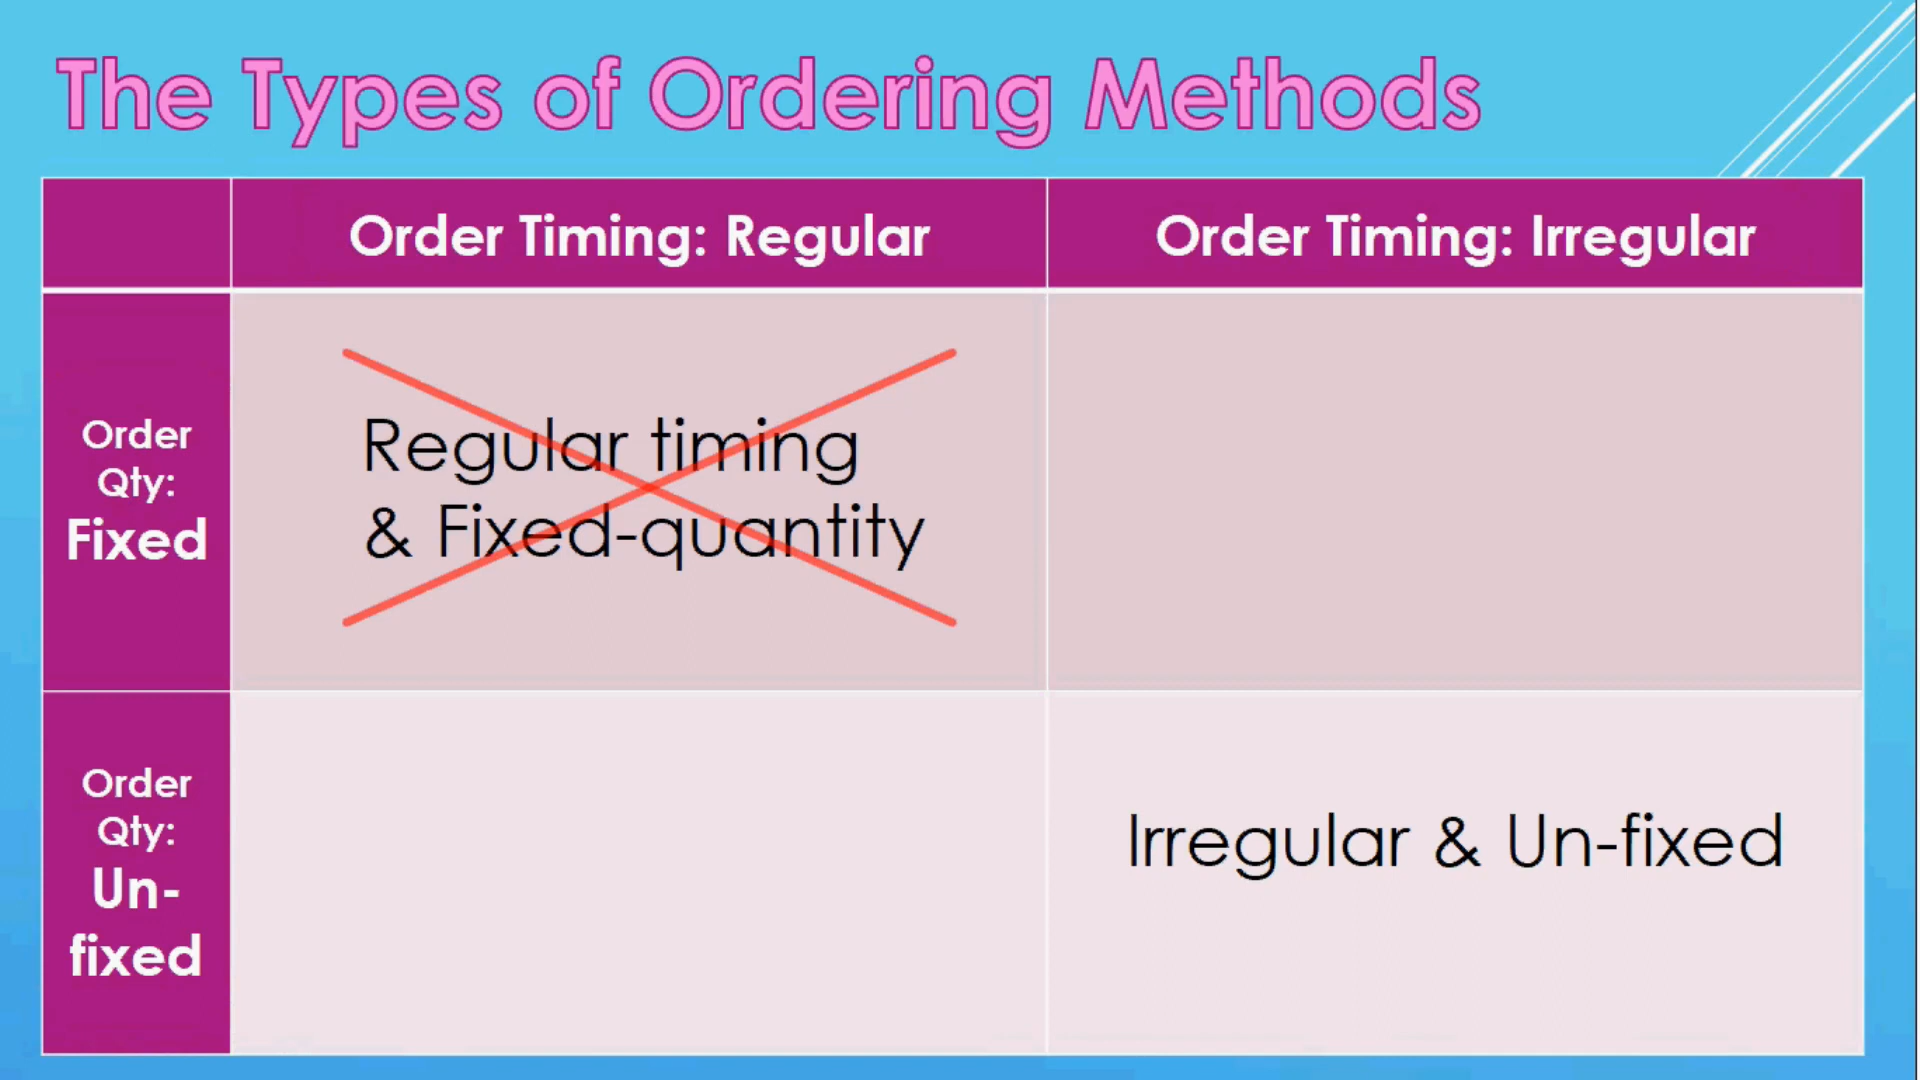 The Types of Ordering Methods
Order Timing: Regular
Order Timing: Irregular
Order
Qty:
Fixed
Regular timing
& Fixed-quantity
Order
Qty:
Un-
fixed
Irregular & Un-fixed